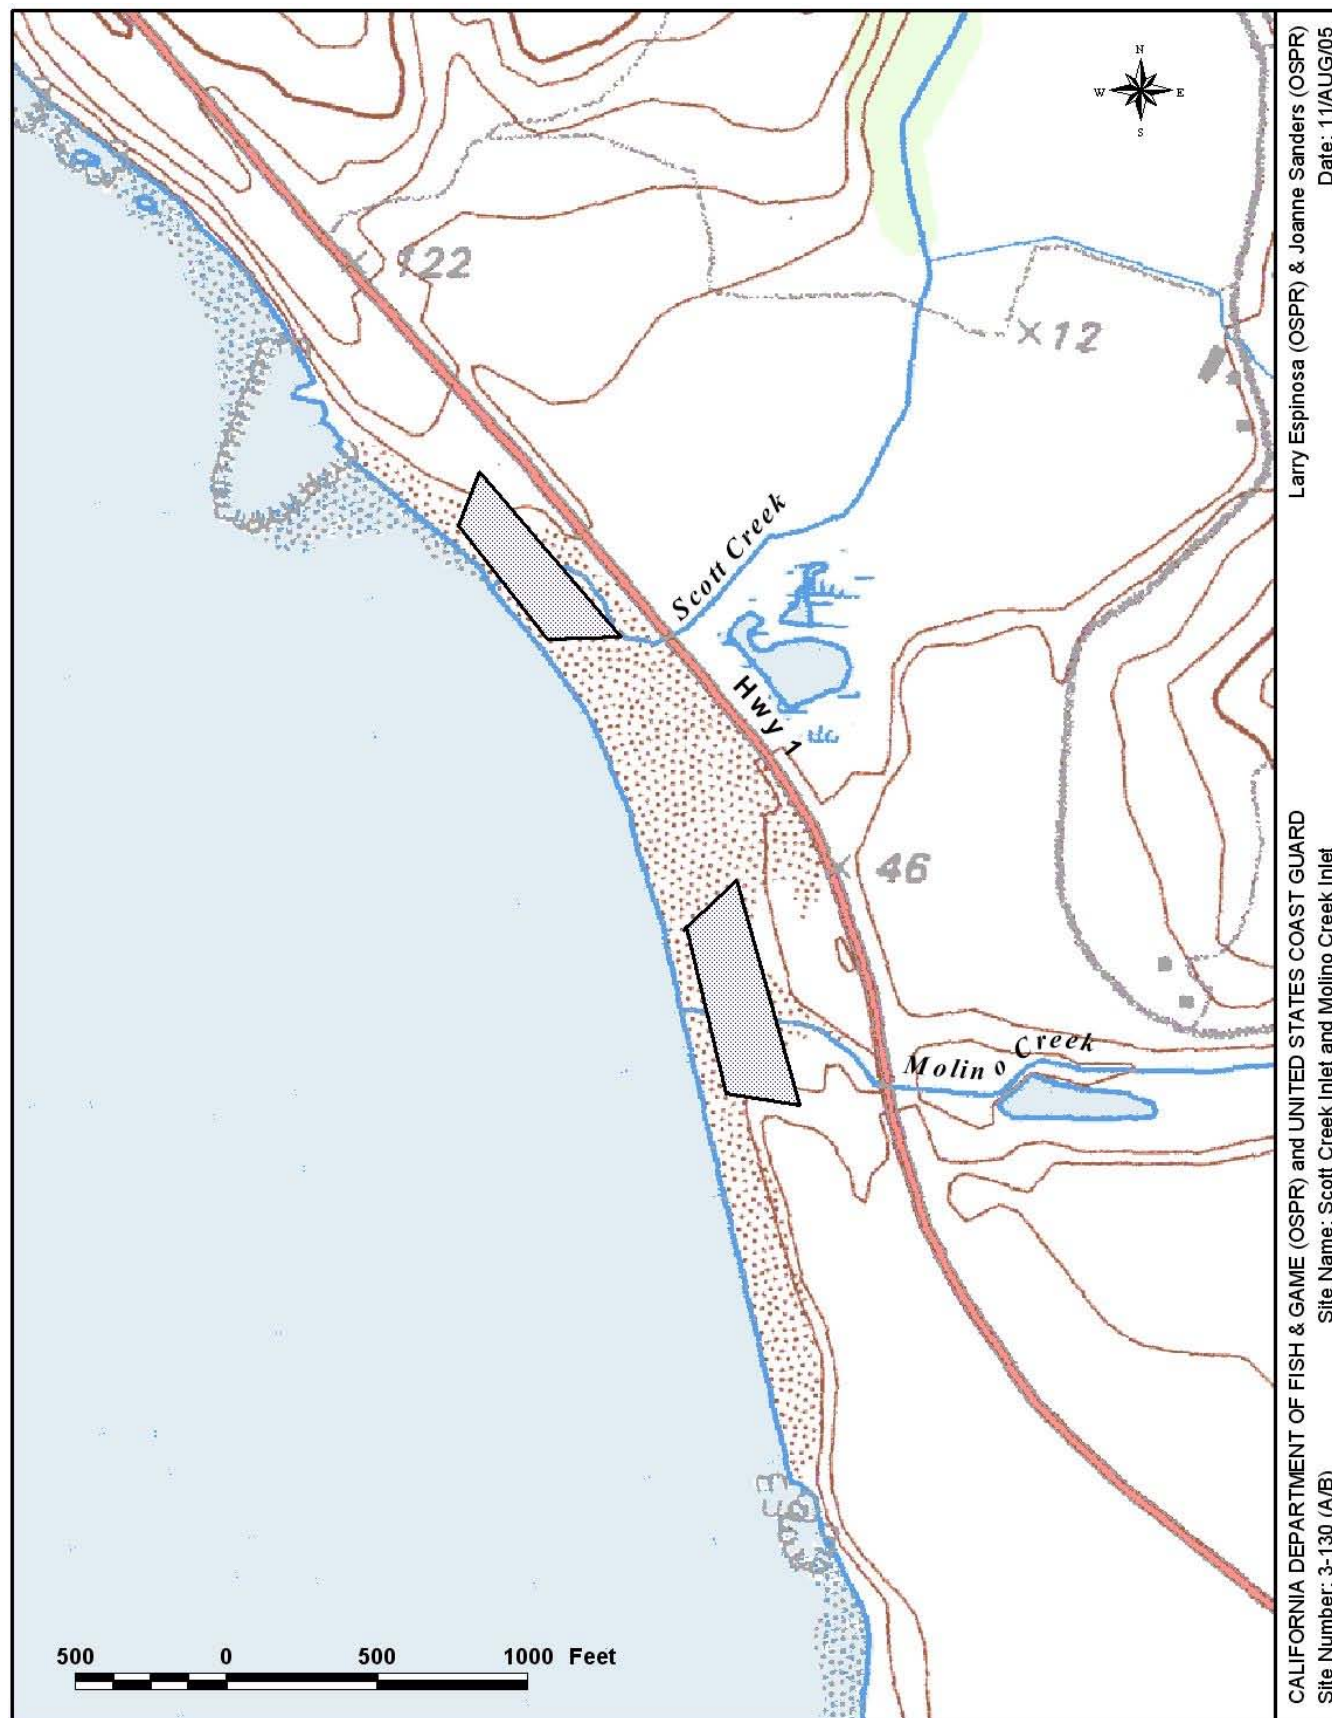 N
W E
S
122
12
Scott Creek
Hwy 1
46
Molino Creek
500 0 500 1000 Feet
CALIFORNIA DEPARTMENT OF FISH & GAME (OSPR) and UNITED STATES COAST GUARD
Larry Espinosa (OSPR) & Joanne Sanders (OSPR)
Site Number: 3-130 (A/B)
Site Name: Scott Creek Inlet and Molino Creek Inlet
Date: 11/AUG/05